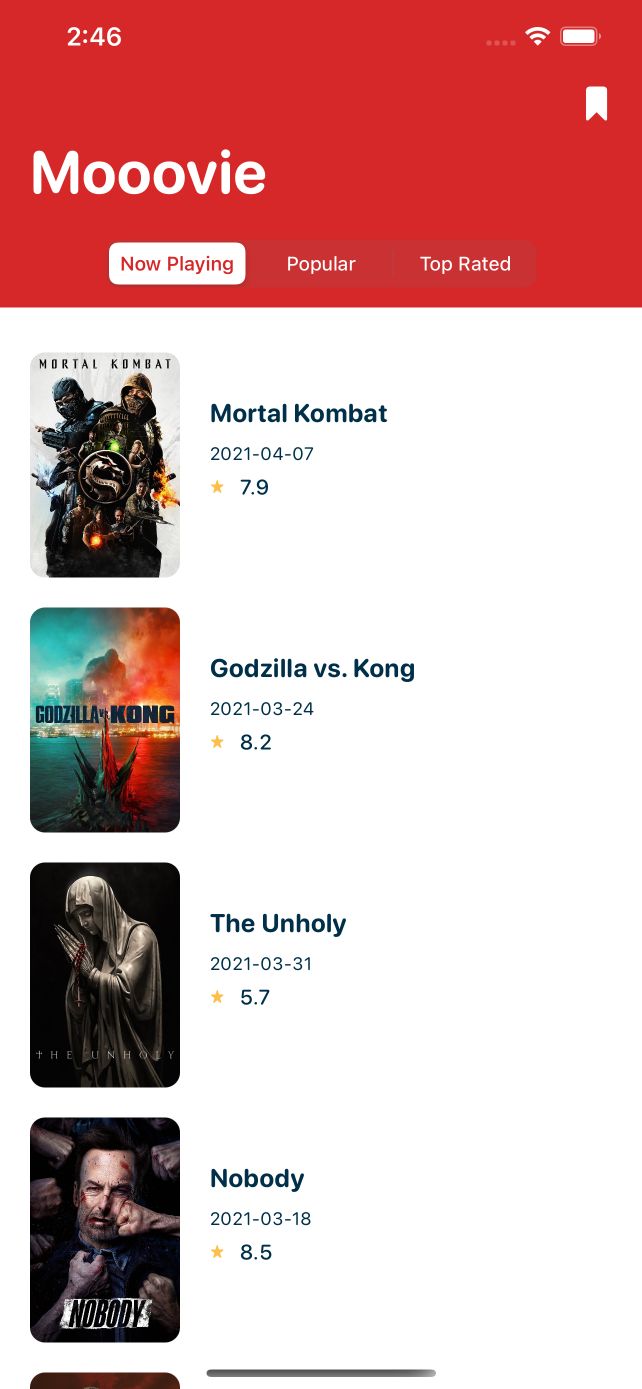 2:46
Mooovie
Now Playing
Popular
Top Rated
MORTAL KOMBAT
Mortal Kombat
2021-04-07
7.9
GODZILLA vs KONG
Godzilla vs. Kong
2021-03-24
8.2
THE UNHOLY
The Unholy
2021-03-31
5.7
NOBODY
Nobody
2021-03-18
8.5